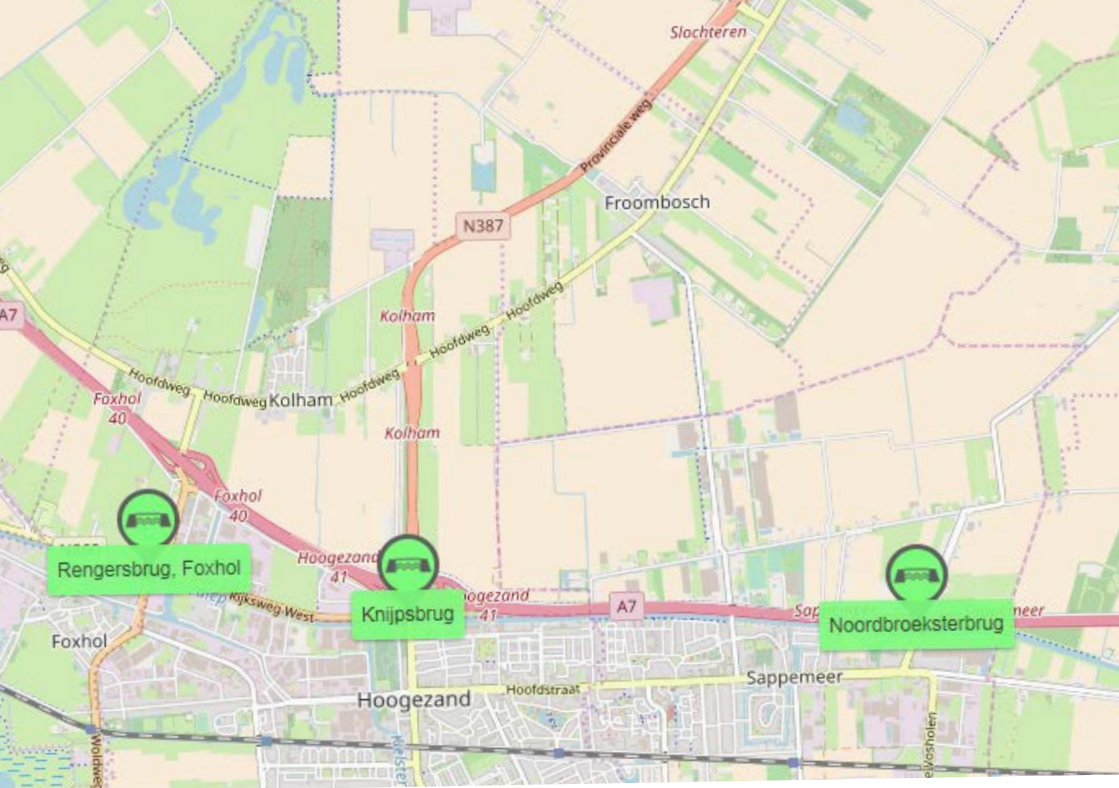 Slochteren
Provinciale weg
Froombosch
N387
A7
Kolham
Hoofdweg
Hoofdweg
Hoofdweg
Hoofdweg
Hoofdweg
Kolham
Foxhol
40
Kolham
Foxhol
40
Hoogezand
41
Rengersbrug, Foxhol
Knijpsbrug
Noordbroeksterbrug
A7
41
Rijksweg-West
Foxhol
Hoogezand
Hoofdstraat
Sappemeer